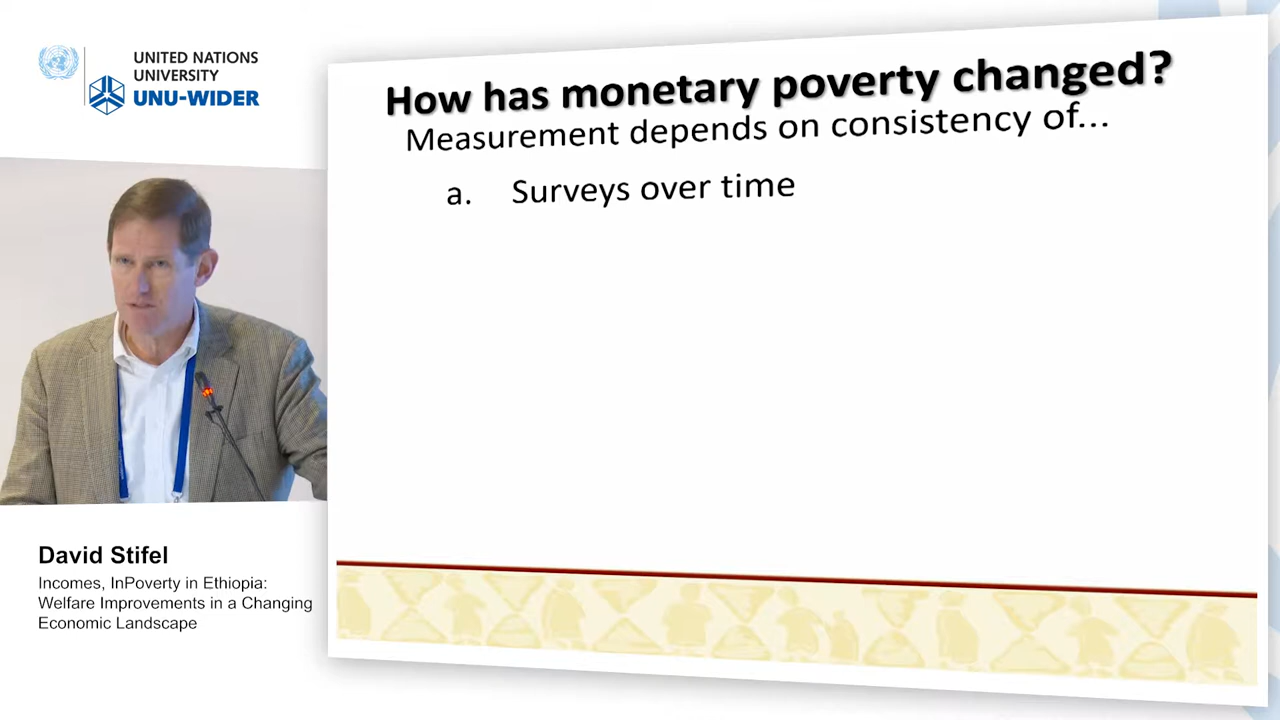 UNITED NATIONS
UNIVERSITY
UNU-WIDER
How has monetary poverty changed?
Measurement depends on consistency of...
a. Surveys over time
David Stifel
Incomes, InPoverty in Ethiopia:
Welfare Improvements in a Changing
Economic Landscape